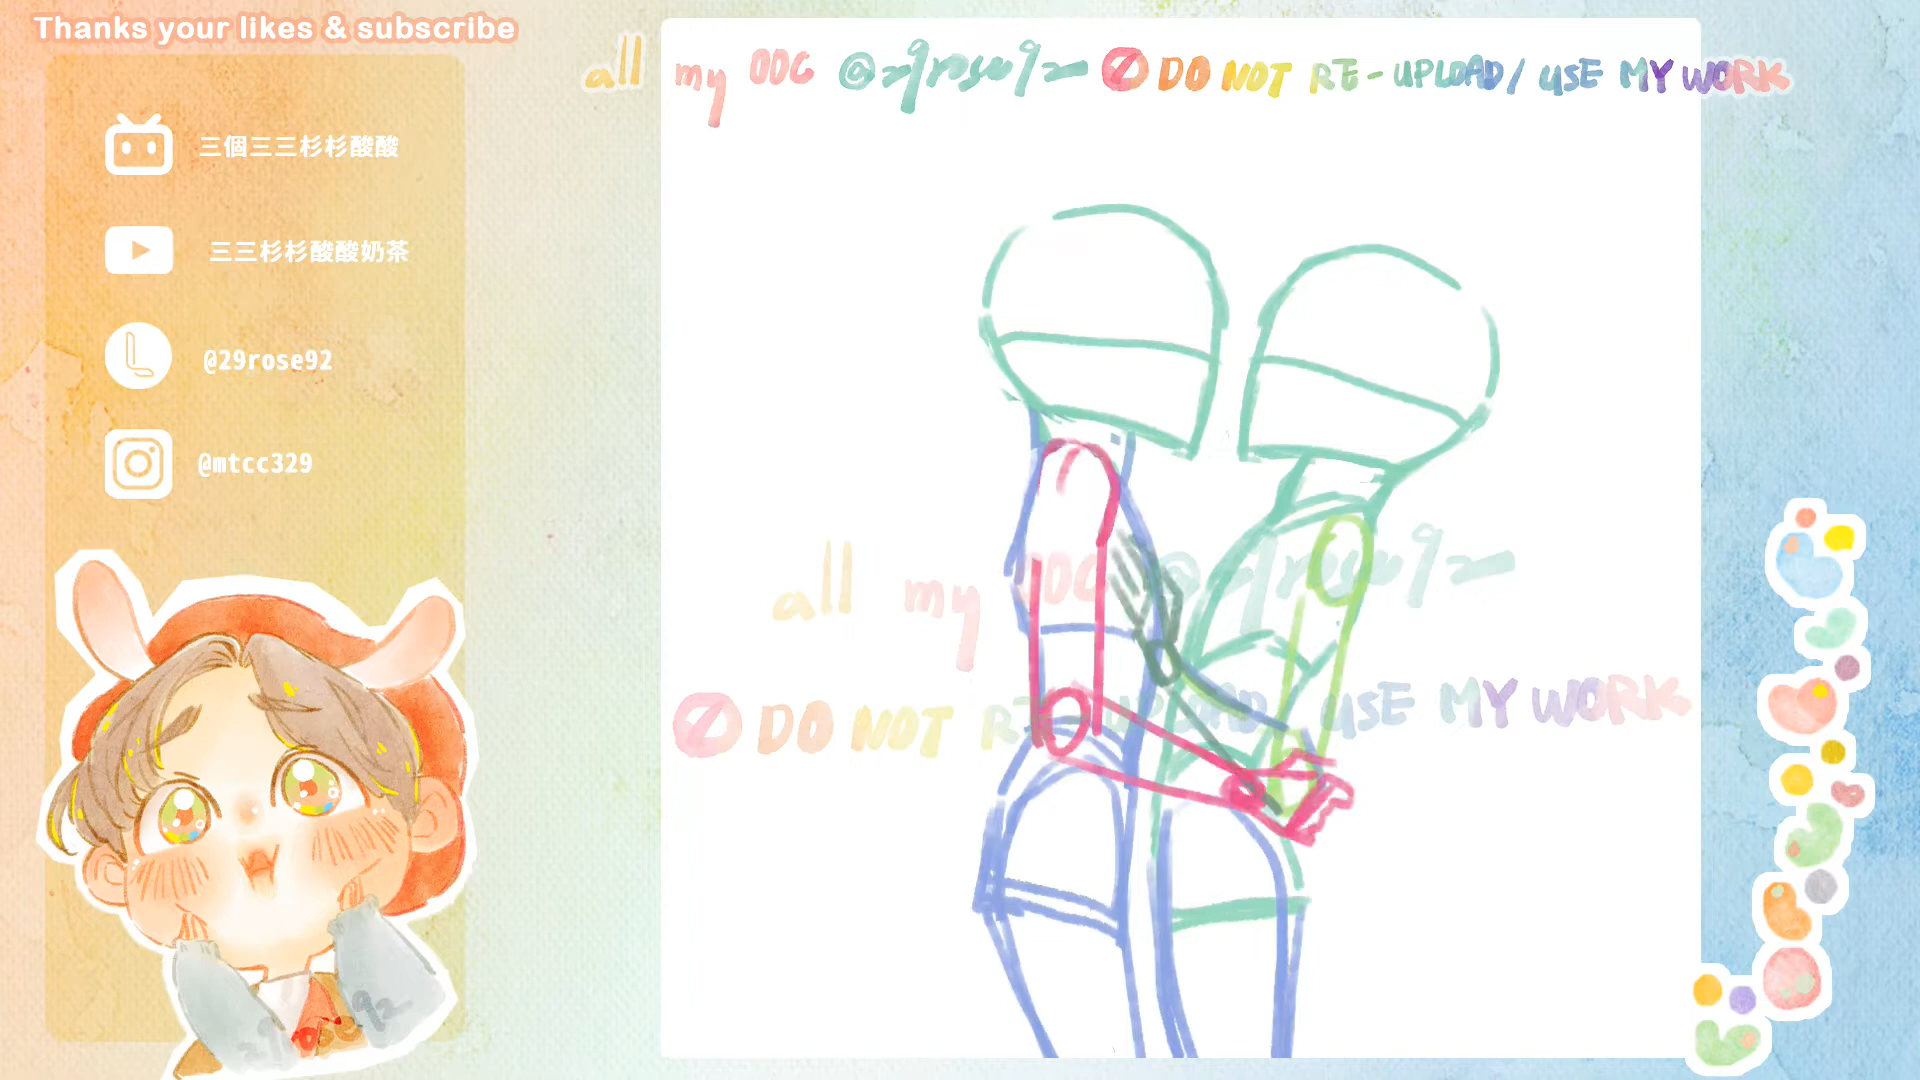 Thanks your likes & subscribe
三個三三杉杉酸酸
三三杉杉酸酸奶茶
@29rose92
@mtcc329
all my OOC @29rose92 DO NOT RE-UPLOAD/ USE MY WORK
all my OOC @29rose92
DO NOT RE-UPLOAD/ USE MY WORK
29rose92